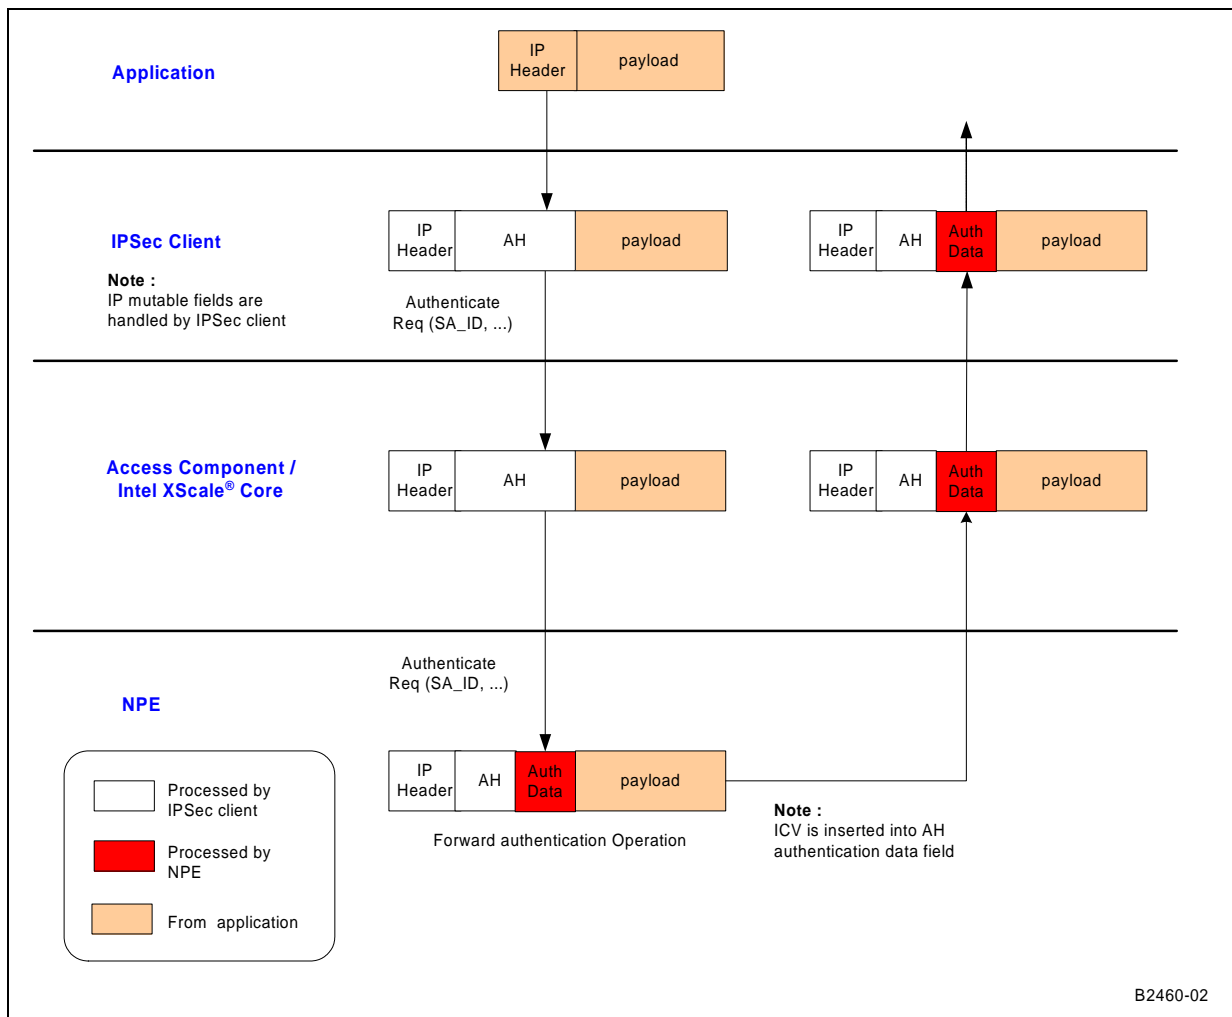 Application
IP
Header
payload
IPSec Client
Note :
IP mutable fields are
handled by IPSec client
IP
Header
AH
payload
IP
Header
AH
Auth
Data
payload
Authenticate
Req (SA_ID, ...)
Access Component /
Intel XScale® Core
IP
Header
AH
payload
IP
Header
AH
Auth
Data
payload
NPE
Authenticate
Req (SA_ID, ...)
IP
Header
AH
Auth
Data
payload
Forward authentication Operation
Note :
ICV is inserted into AH
authentication data field
Processed by
IPSec client
Processed by
NPE
From application
B2460-02